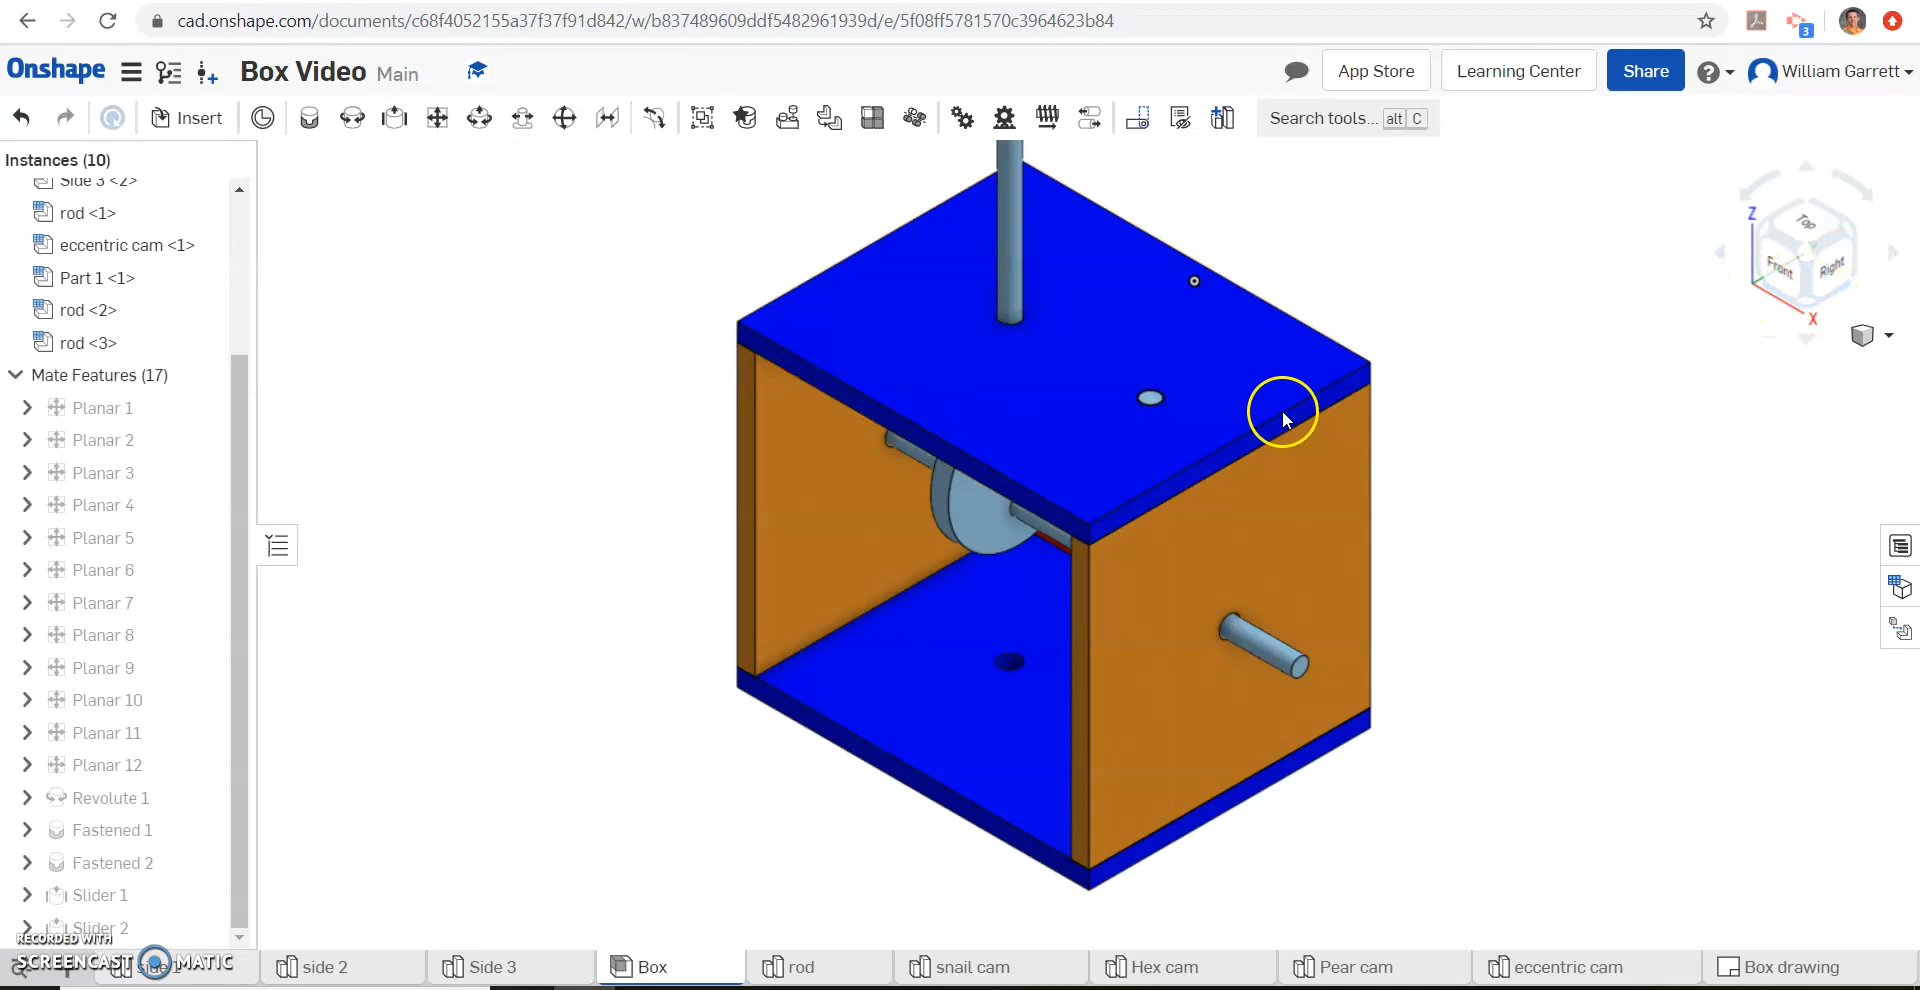 cad.onshape.com/documents/c68f4052155a37f37f91d842/w/b837489609ddf5482961939d/e/5f08ff5781570c3964623b84
3
Onshape
Box Video Main
App Store
Learning Center
Share
William Garrett
Insert
Search tools... alt C
Instances (10)
Side 3 <2>
rod <1>
eccentric cam <1>
Part 1 <1>
rod <2>
rod <3>
Mate Features (17)
Planar 1
Planar 2
Planar 3
Planar 4
Planar 5
Planar 6
Planar 7
Planar 8
Planar 9
Planar 10
Planar 11
Planar 12
Revolute 1
Fastened 1
Fastened 2
Slider 1
Slider 2
Z
Top
Front
Right
X
RECORDED WITH
SCREENCAST MATIC
side 2
Side 3
Box
rod
snail cam
Hex cam
Pear cam
eccentric cam
Box drawing